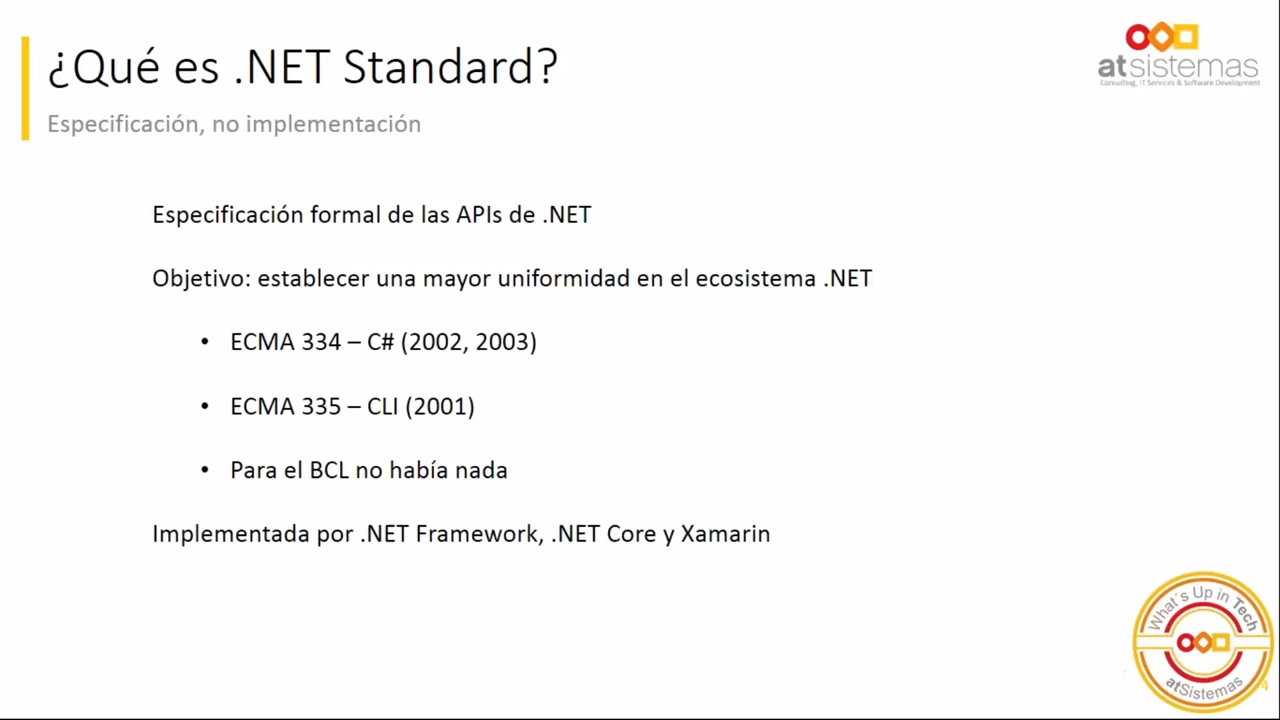 ¿Qué es .NET Standard?
Especificación, no implementación
atsistemas
Consulting, IT Services & Software Development
Especificación formal de las APIs de .NET
Objetivo: establecer una mayor uniformidad en el ecosistema .NET
• ECMA 334 – C# (2002, 2003)
• ECMA 335 – CLI (2001)
• Para el BCL no había nada
Implementada por .NET Framework, .NET Core y Xamarin
What´s Up in Tech
atSistemas
4